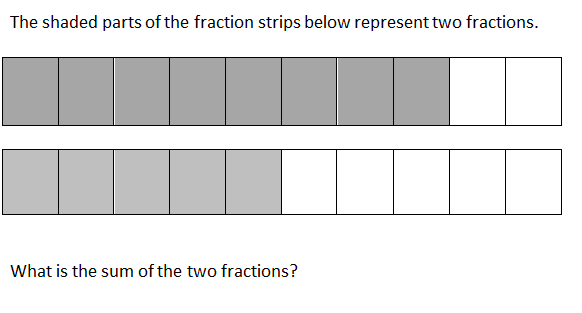 The shaded parts of the fraction strips below represent two fractions.
What is the sum of the two fractions?